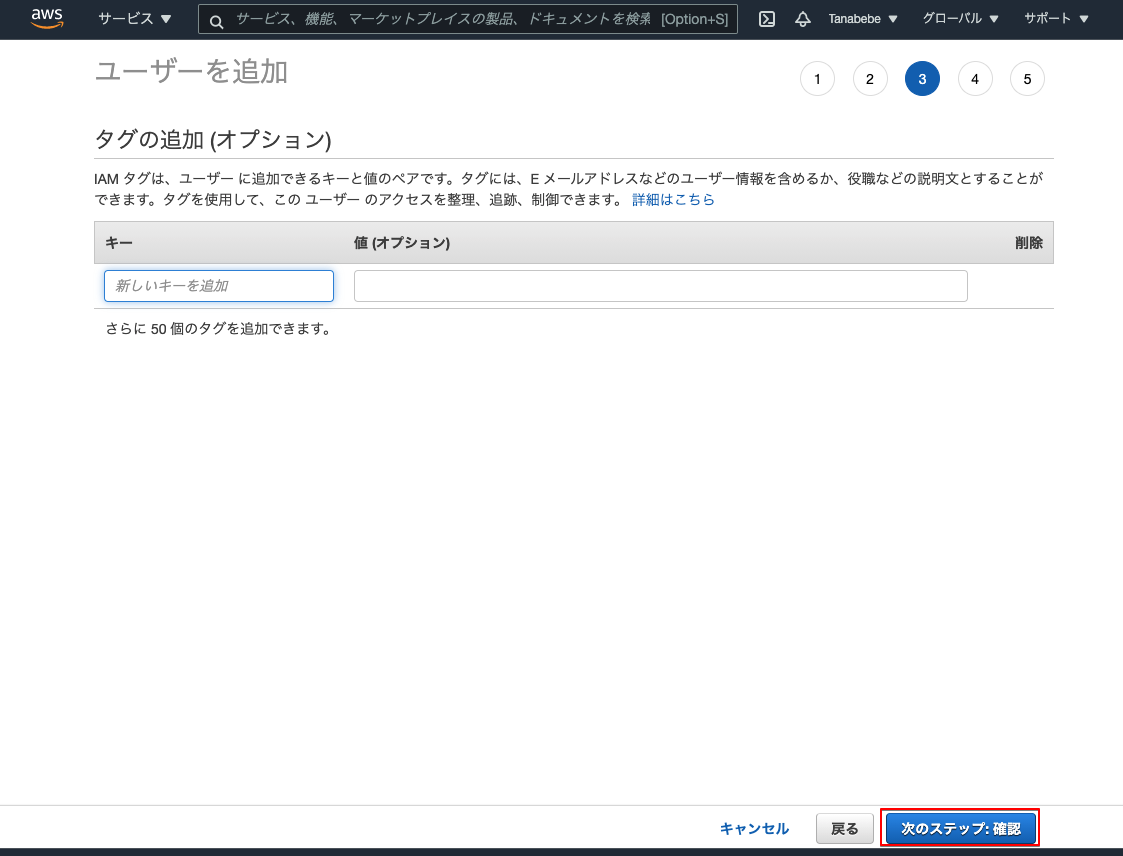 aws サービス ▼ サービス、機能、マーケットプレイスの製品、ドキュメントを検索 [Option+S] Tanabebe ▼ グローバル ▼ サポート ▼
ユーザーを追加 1 2 3 4 5
タグの追加 (オプション)
IAM タグは、ユーザー に追加できるキーと値のペアです。タグには、E メールアドレスなどのユーザー情報を含めるか、役職などの説明文とすることが
できます。タグを使用して、この ユーザー のアクセスを整理、追跡、制御できます。 詳細はこちら
キー 値 (オプション) 削除
新しいキーを追加
さらに 50 個のタグを追加できます。
キャンセル 戻る 次のステップ: 確認